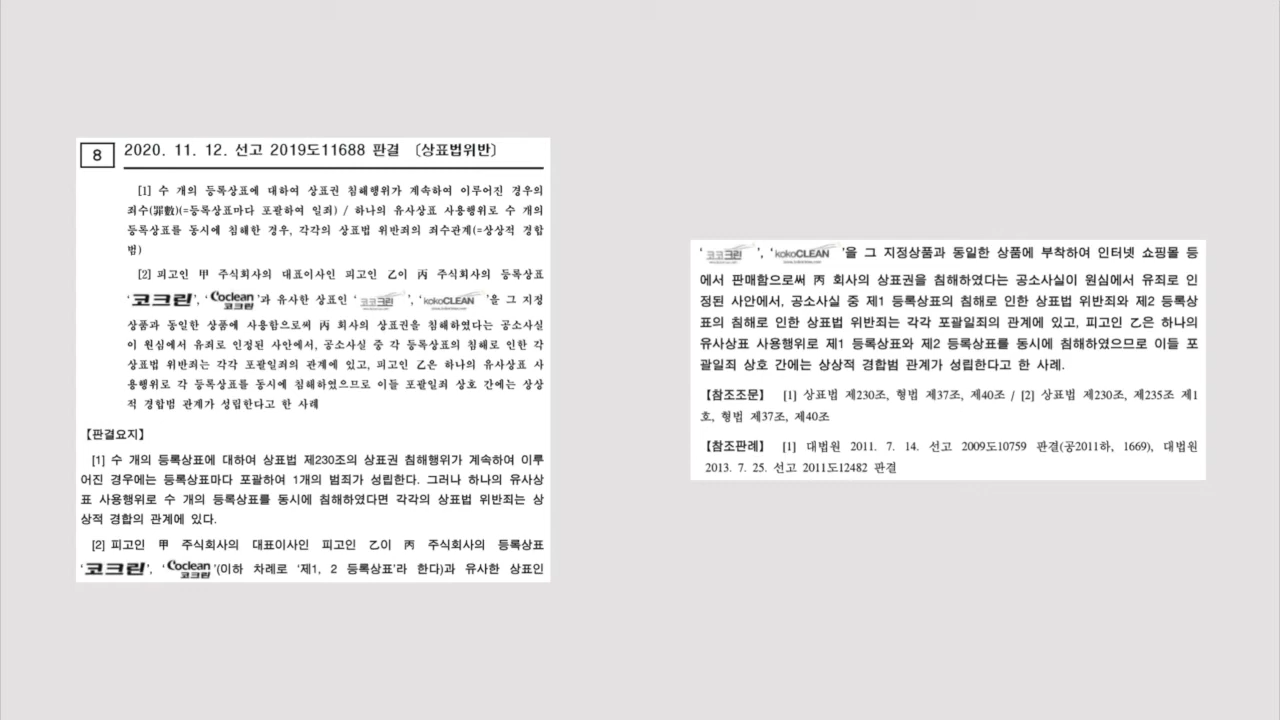 8 2020. 11. 12. 선고 2019도11688 판결 〔상표법위반〕
[1] 수 개의 등록상표에 대하여 상표권 침해행위가 계속하여 이루어진 경우의
죄수(罪數)(=등록상표마다 포괄하여 일죄) / 하나의 유사상표 사용행위로 수 개의
등록상표를 동시에 침해한 경우, 각각의 상표법 위반죄의 죄수관계(=상상적 경합
범)
[2] 피고인 甲 주식회사의 대표이사인 피고인 乙이 丙 주식회사의 등록상표
‘코크린’, ‘Coclean 코크린’과 유사한 상표인 ‘코코크린’, ‘kokoCLEAN’을 그 지정
상품과 동일한 상품에 사용함으로써 丙 회사의 상표권을 침해하였다는 공소사실
이 원심에서 유죄로 인정된 사안에서, 공소사실 중 각 등록상표의 침해로 인한 각
상표법 위반죄는 각각 포괄일죄의 관계에 있고, 피고인 乙은 하나의 유사상표 사
용행위로 각 등록상표를 동시에 침해하였으므로 이들 포괄일죄 상호 간에는 상상
적 경합범 관계가 성립한다고 한 사례
【판결요지】
[1] 수 개의 등록상표에 대하여 상표법 제230조의 상표권 침해행위가 계속하여 이루
어진 경우에는 등록상표마다 포괄하여 1개의 범죄가 성립한다. 그러나 하나의 유사상
표 사용행위로 수 개의 등록상표를 동시에 침해하였다면 각각의 상표법 위반죄는 상
상적 경합의 관계에 있다.
[2] 피고인 甲 주식회사의 대표이사인 피고인 乙이 丙 주식회사의 등록상표
‘코크린’, ‘Coclean 코크린’(이하 차례로 ‘제1, 2 등록상표’라 한다)과 유사한 상표인
‘코코크린’, ‘kokoCLEAN’을 그 지정상품과 동일한 상품에 부착하여 인터넷 쇼핑몰 등
에서 판매함으로써 丙 회사의 상표권을 침해하였다는 공소사실이 원심에서 유죄로 인
정된 사안에서, 공소사실 중 제1 등록상표의 침해로 인한 상표법 위반죄와 제2 등록상
표의 침해로 인한 상표법 위반죄는 각각 포괄일죄의 관계에 있고, 피고인 乙은 하나의
유사상표 사용행위로 제1 등록상표와 제2 등록상표를 동시에 침해하였으므로 이들 포
괄일죄 상호 간에는 상상적 경합범 관계가 성립한다고 한 사례.
【참조조문】 [1] 상표법 제230조, 형법 제37조, 제40조 / [2] 상표법 제230조, 제235조 제1
호, 형법 제37조, 제40조
【참조판례】 [1] 대법원 2011. 7. 14. 선고 2009도10759 판결(공2011하, 1669), 대법원
2013. 7. 25. 선고 2011도12482 판결